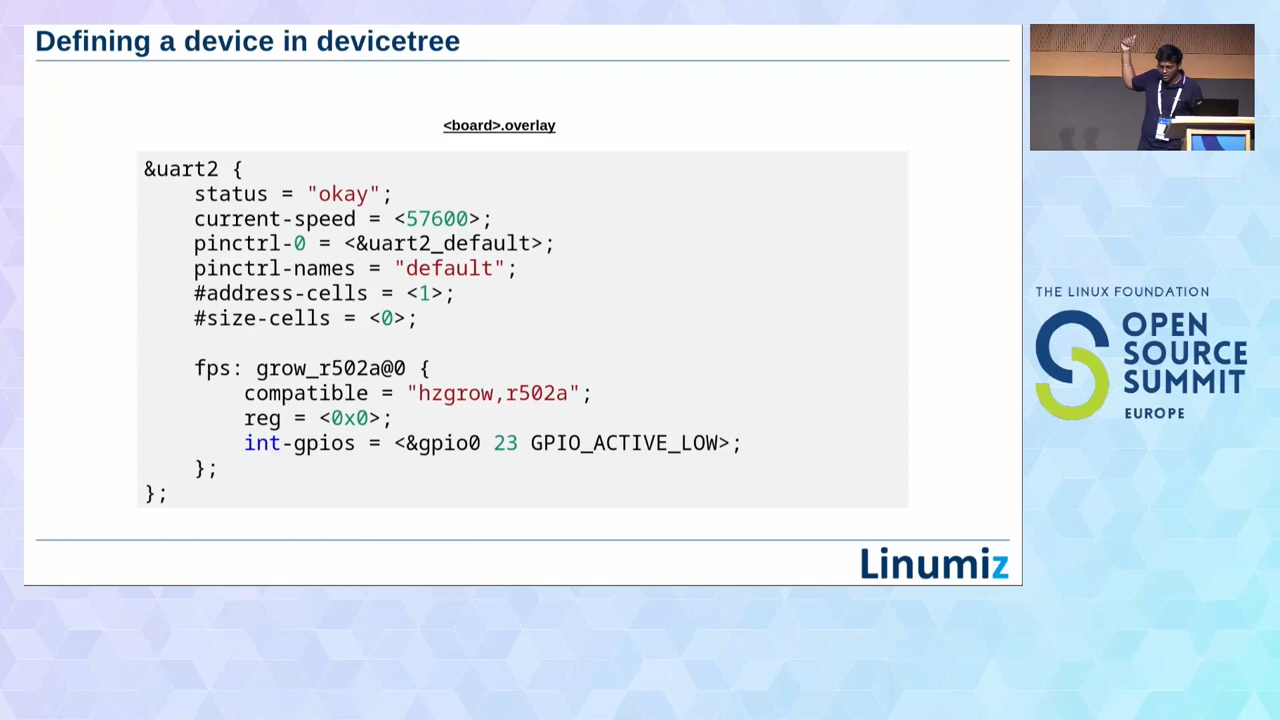 Defining a device in devicetree
<board>.overlay
&uart2 {
    status = "okay";
    current-speed = <57600>;
    pinctrl-0 = <&uart2_default>;
    pinctrl-names = "default";
    #address-cells = <1>;
    #size-cells = <0>;

    fps: grow_r502a@0 {
        compatible = "hzgrow,r502a";
        reg = <0x0>;
        int-gpios = <&gpio0 23 GPIO_ACTIVE_LOW>;
    };
};
Linumiz
THE LINUX FOUNDATION
OPEN
SOURCE
SUMMIT
EUROPE